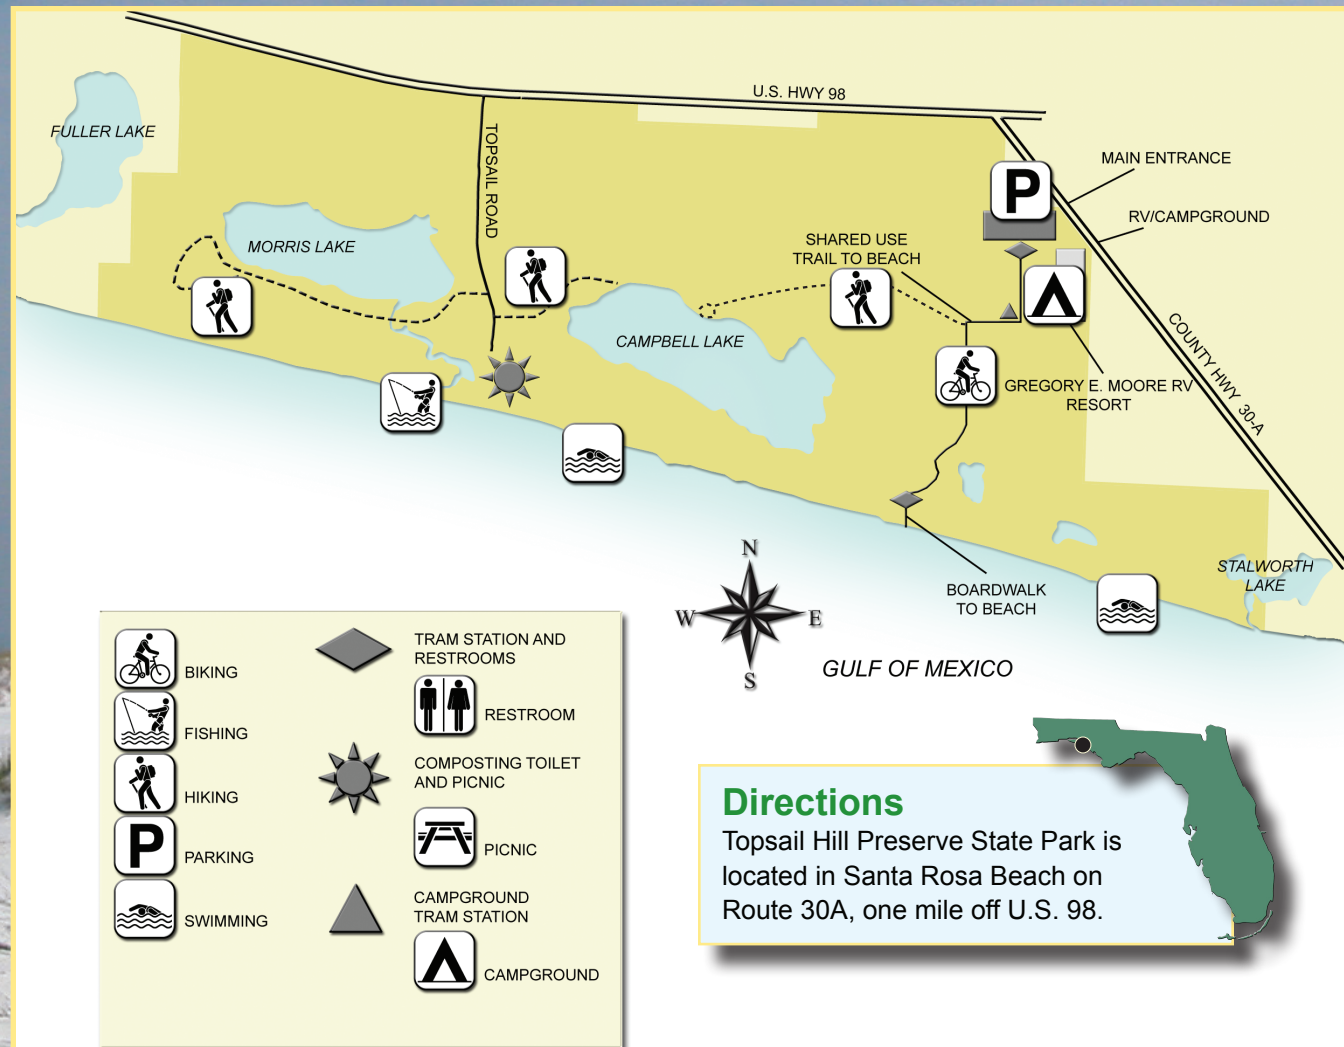 U.S. HWY 98
FULLER LAKE
TOPSAIL ROAD
MAIN ENTRANCE
P
RV/CAMPGROUND
MORRIS LAKE
SHARED USE
TRAIL TO BEACH
CAMPBELL LAKE
COUNTY HWY 30-A
GREGORY E. MOORE RV
RESORT
STALWORTH
LAKE
BOARDWALK
TO BEACH
N
W
E
S
GULF OF MEXICO
BIKING
FISHING
HIKING
P
PARKING
SWIMMING
TRAM STATION AND
RESTROOMS
RESTROOM
COMPOSTING TOILET
AND PICNIC
PICNIC
CAMPGROUND
TRAM STATION
CAMPGROUND
Directions
Topsail Hill Preserve State Park is
located in Santa Rosa Beach on
Route 30A, one mile off U.S. 98.